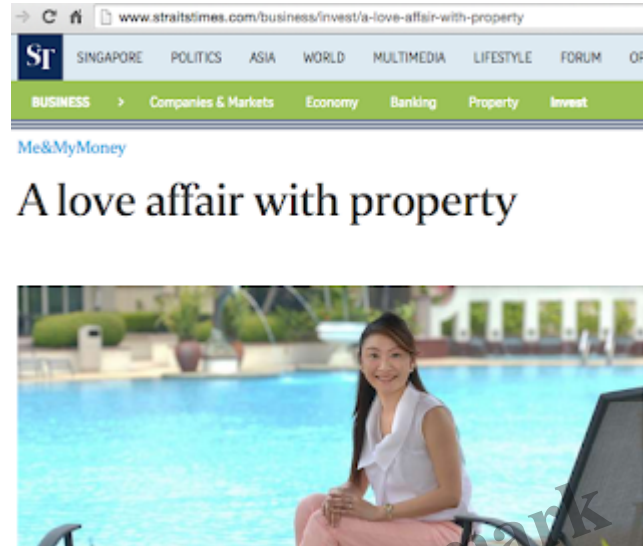 www.straitstimes.com/business/invest/a-love-affair-with-property
ST SINGAPORE POLITICS ASIA WORLD MULTIMEDIA LIFESTYLE FORUM
BUSINESS > Companies & Markets Economy Banking Property Invest
Me&MyMoney
A love affair with property